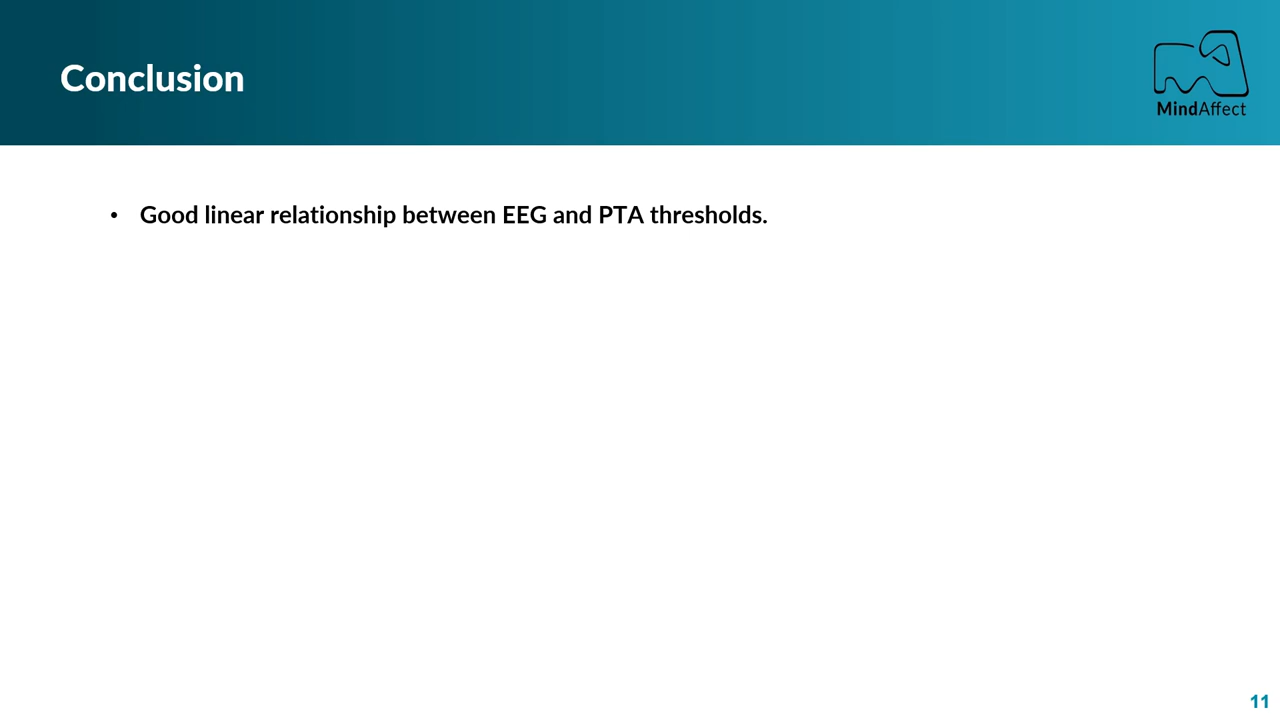 Conclusion
MindAffect
• Good linear relationship between EEG and PTA thresholds.
11